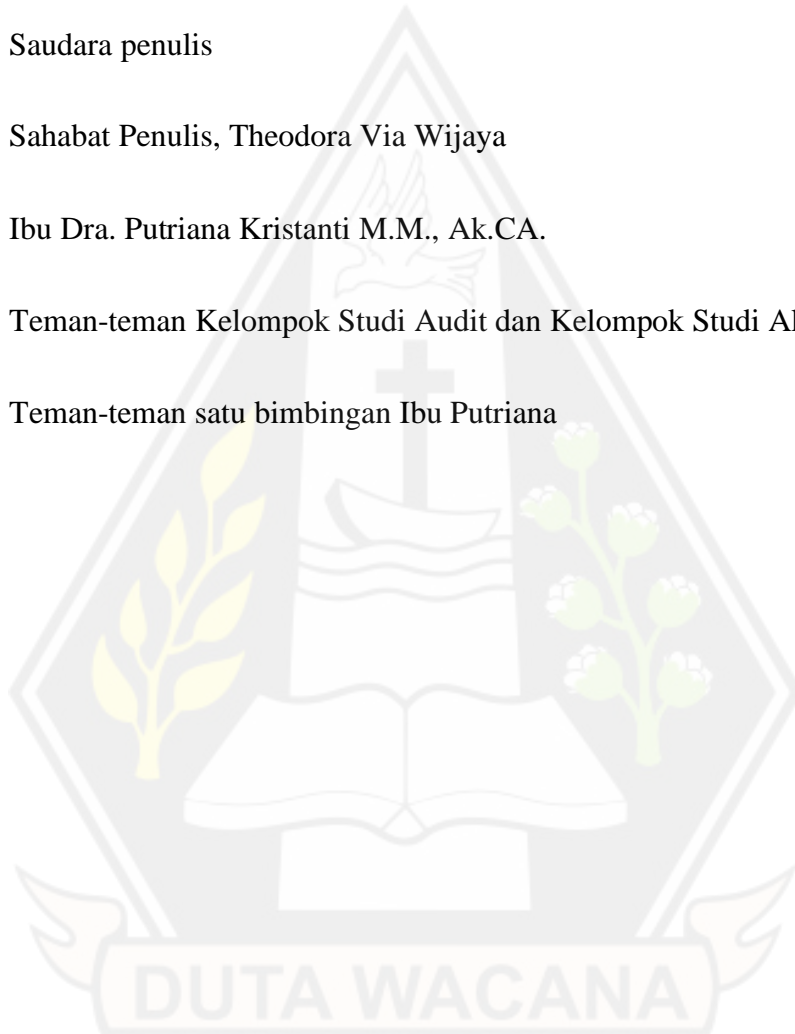 Saudara penulis
Sahabat Penulis, Theodora Via Wijaya
Ibu Dra. Putriana Kristanti M.M., Ak.CA.
Teman-teman Kelompok Studi Audit dan Kelompok Studi
Teman-teman satu bimbingan Ibu Putriana
DUTA WACANA